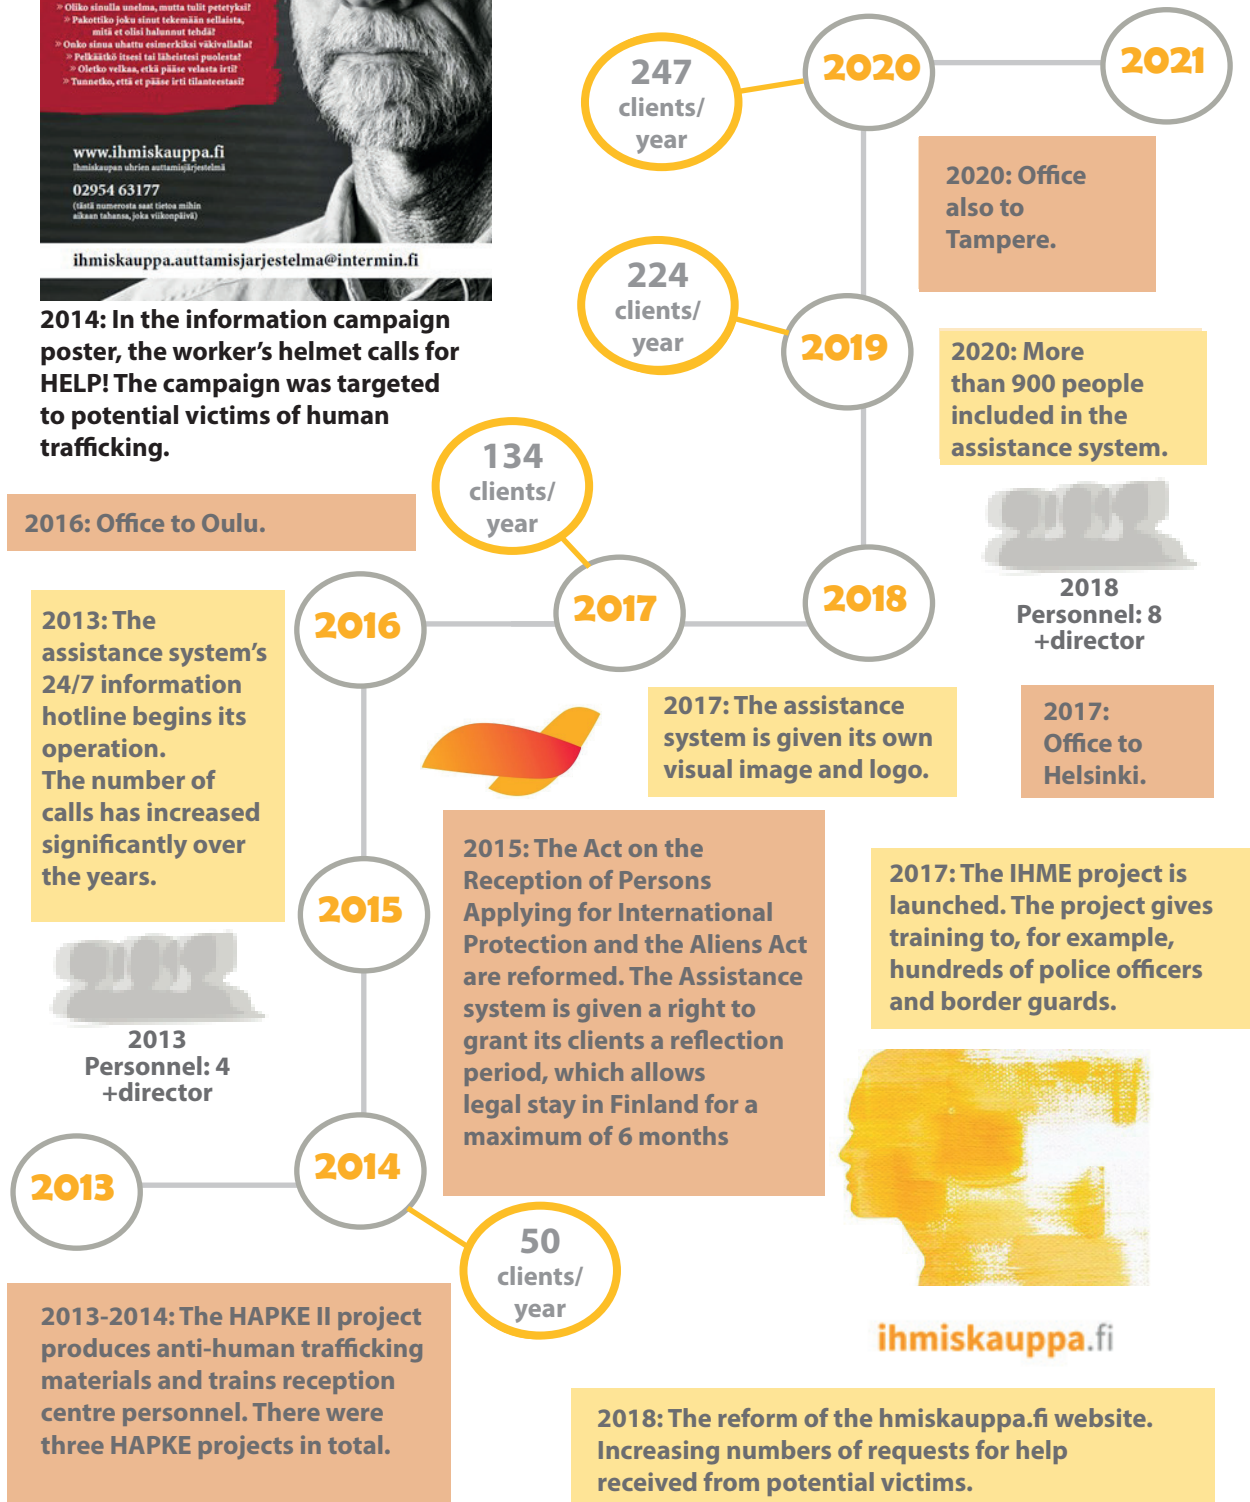 » Oliko sinulla unelma, mutta tulit petetyksi?
» Pakottiko joku sinut tekemään sellaista,
mitä et olisi halunnut tehdä?
» Onko sinua uhattu esimerkiksi väkivallalla?
» Pelkäätkö itsesi tai läheistesi puolesta?
» Oletko velkaa, etkä pääse velasta irti?
» Tunnetko, että et pääse irti tilanteestasi?
www.ihmiskauppa.fi
Ihmiskaupan uhrien auttamisjärjestelmä
02954 63177
(tästä numerosta saat tietoa mihin
aikaan tahansa, joka viikonpäivä)
ihmiskauppa.auttamisjarjestelma@intermin.fi
2014: In the information campaign
poster, the worker's helmet calls for
HELP! The campaign was targeted
to potential victims of human
trafficking.
247
clients/
year
2020
2021
2020: Office
also to
Tampere.
224
clients/
year
2019
2020: More
than 900 people
included in the
assistance system.
134
clients/
year
2016: Office to Oulu.
2018
Personnel: 8
+director
2016
2017
2018
2013: The
assistance system's
24/7 information
hotline begins its
operation.
The number of
calls has increased
significantly over
the years.
2017: The assistance
system is given its own
visual image and logo.
2017:
Office to
Helsinki.
2015
2015: The Act on the
Reception of Persons
Applying for International
Protection and the Aliens Act
are reformed. The Assistance
system is given a right to
grant its clients a reflection
period, which allows
legal stay in Finland for a
maximum of 6 months
2017: The IHME project is
launched. The project gives
training to, for example,
hundreds of police officers
and border guards.
2013
Personnel: 4
+director
2013
2014
50
clients/
year
ihmiskauppa.fi
2013-2014: The HAPKE II project
produces anti-human trafficking
materials and trains reception
centre personnel. There were
three HAPKE projects in total.
2018: The reform of the hmiskauppa.fi website.
Increasing numbers of requests for help
received from potential victims.